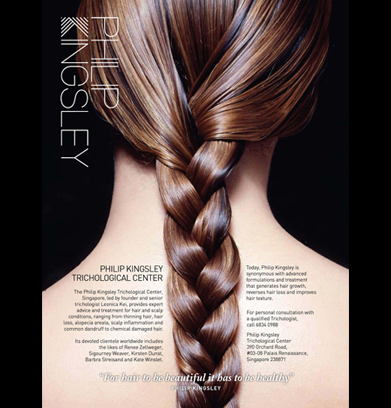 PHILIP
KINGSLEY
PHILIP KINGSLEY
TRICHOLOGICAL CENTER
The Philip Kingsley Trichological Center,
Singapore, led by founder and senior
trichologist Leonica Kei, provides expert
advice and treatment for hair and scalp
conditions, ranging from thinning hair, hair
loss, alopecia areata, scalp inflammation and
common dandruff to chemical damaged hair.
Its devoted clientele worldwide includes
the likes of Renee Zellweger,
Sigourney Weaver, Kirsten Dunst,
Barbra Streisand and Kate Winslet.
Today, Philip Kingsley is
synonymous with advanced
formulations and treatment
that generates hair growth,
reverses hair loss and improves
hair texture.
For personal consultation with
a qualified Trichologist,
call 6834 0988
Philip Kingsley
Trichological Center
390 Orchard Road,
#03-08 Palais Renaissance,
Singapore 238871
"For hair to be beautiful it has to be healthy"
PHILIP KINGSLEY